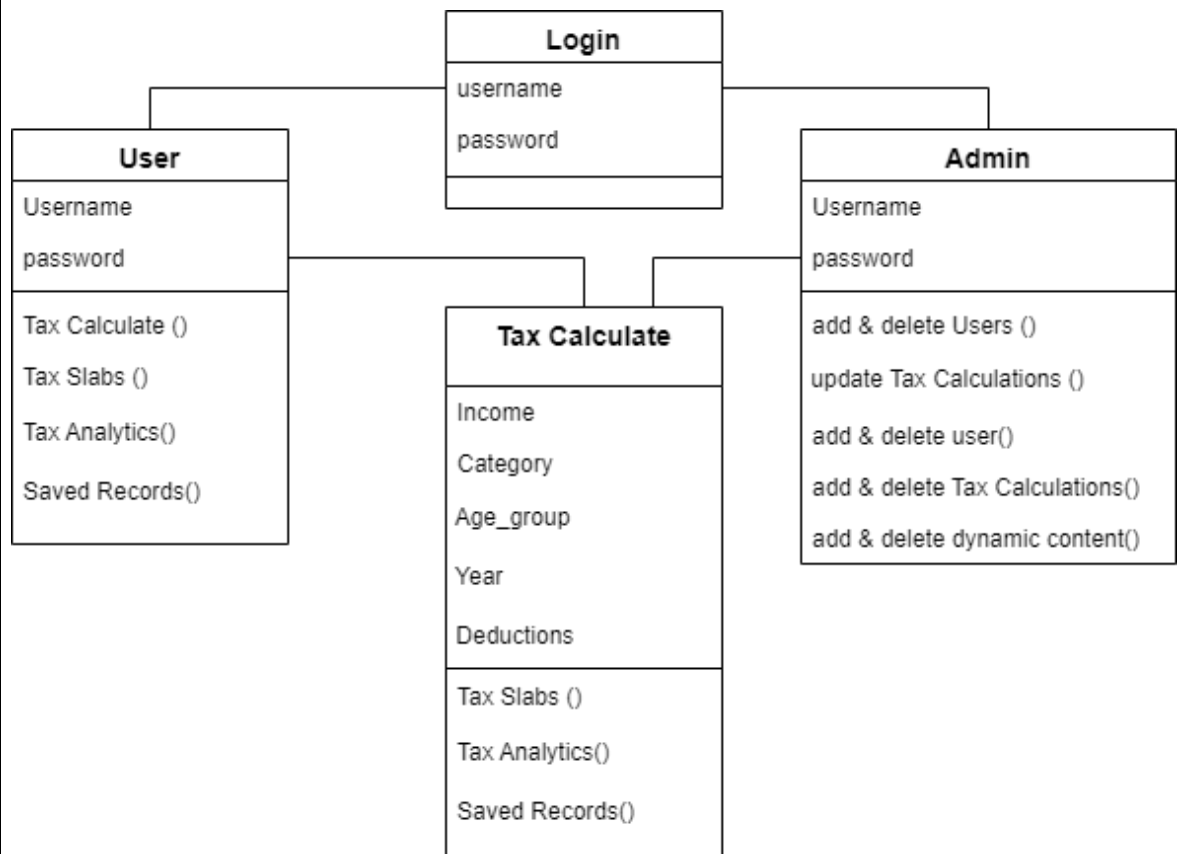 Login
username
password
User
Username
password
Tax Calculate ()
Tax Slabs ()
Tax Analytics()
Saved Records()
Admin
Username
password
add & delete Users ()
update Tax Calculations ()
add & delete user()
add & delete Tax Calculations()
add & delete dynamic content()
Tax Calculate
Income
Category
Age_group
Year
Deductions
Tax Slabs ()
Tax Analytics()
Saved Records()